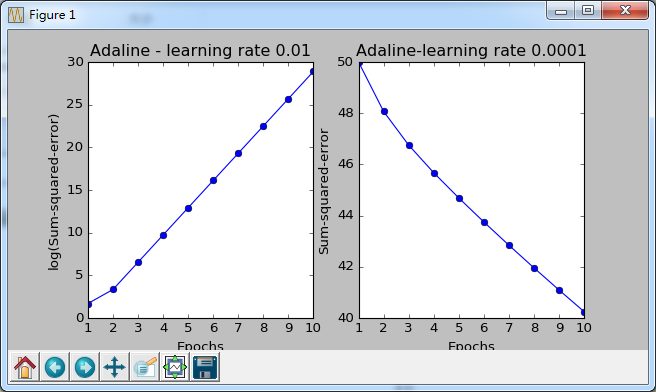 Figure 1
Adaline - learning rate 0.01
30
25
20
15
10
5
0
log(Sum-squared-error)
1 2 3 4 5 6 7 8 9 10
Epochs
Adaline-learning rate 0.0001
50
48
46
44
42
40
Sum-squared-error
1 2 3 4 5 6 7 8 9 10
Epochs